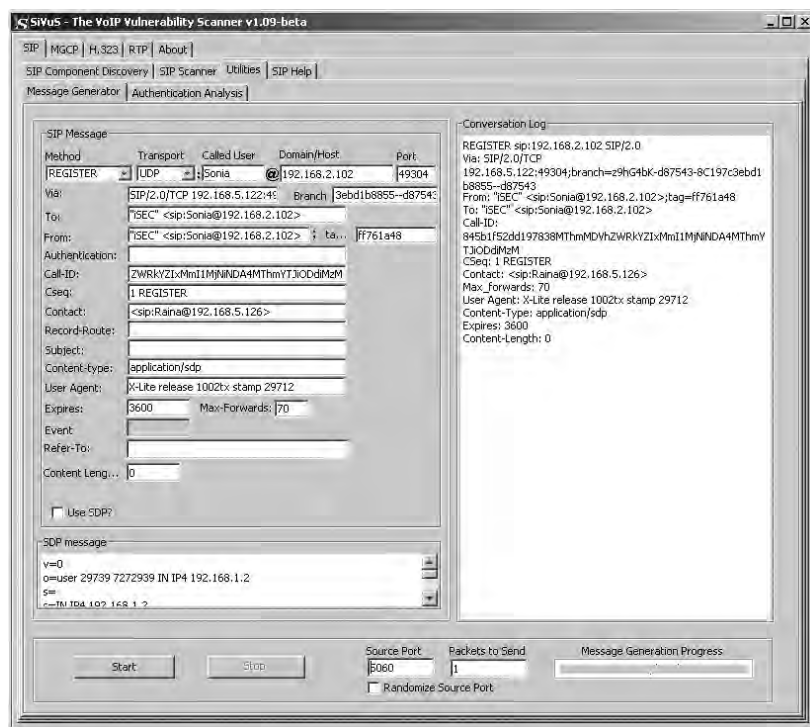 SiVuS - The VoIP Vulnerability Scanner v1.09-beta
SIP MGCP H.323 RTP About
SIP Component Discovery SIP Scanner Utilities SIP Help
Message Generator Authentication Analysis
SIP Message
Method Transport Called User Domain/Host Port
REGISTER UDP : Sonia @ 192.168.2.102 49304
Via: SIP/2.0/TCP 192.168.5.122:49 Branch 3ebd1b8855--d87543
To: "iSEC" <sip:Sonia@192.168.2.102>
From: "iSEC" <sip:Sonia@192.168.2.102> ; ta... ff761a48
Authentication:
Call-ID: ZWRkYZIxMmI1MjNiNDA4MThmYTJiODdiMzM
Cseq: 1 REGISTER
Contact: <sip:Raina@192.168.5.126>
Record-Route:
Subject:
Content-type: application/sdp
User Agent: X-Lite release 1002tx stamp 29712
Expires: 3600 Max-Forwards: 70
Event
Refer-To:
Content Leng... 0
Use SDP?
SDP message
v=0
o=user 29739 7272939 IN IP4 192.168.1.2
s=
c=IN IP4 192.168.1.2
Conversation Log
REGISTER sip:192.168.2.102 SIP/2.0
Via: SIP/2.0/TCP
192.168.5.122:49304;branch=z9hG4bK-d87543-8C197c3ebd1
b8855--d87543
From: "iSEC" <sip:Sonia@192.168.2.102>;tag=ff761a48
To: "iSEC" <sip:Sonia@192.168.2.102>
Call-ID:
845b1f52dd197838MThmMDVhZWRkYZIxMmI1MjNiNDA4MThmY
TJiODdiMzM
CSeq: 1 REGISTER
Contact: <sip:Raina@192.168.5.126>
Max_forwards: 70
User Agent: X-Lite release 1002tx stamp 29712
Content-Type: application/sdp
Expires: 3600
Content-Length: 0
Start Stop
Source Port Packets to Send Message Generation Progress
5060 1
Randomize Source Port